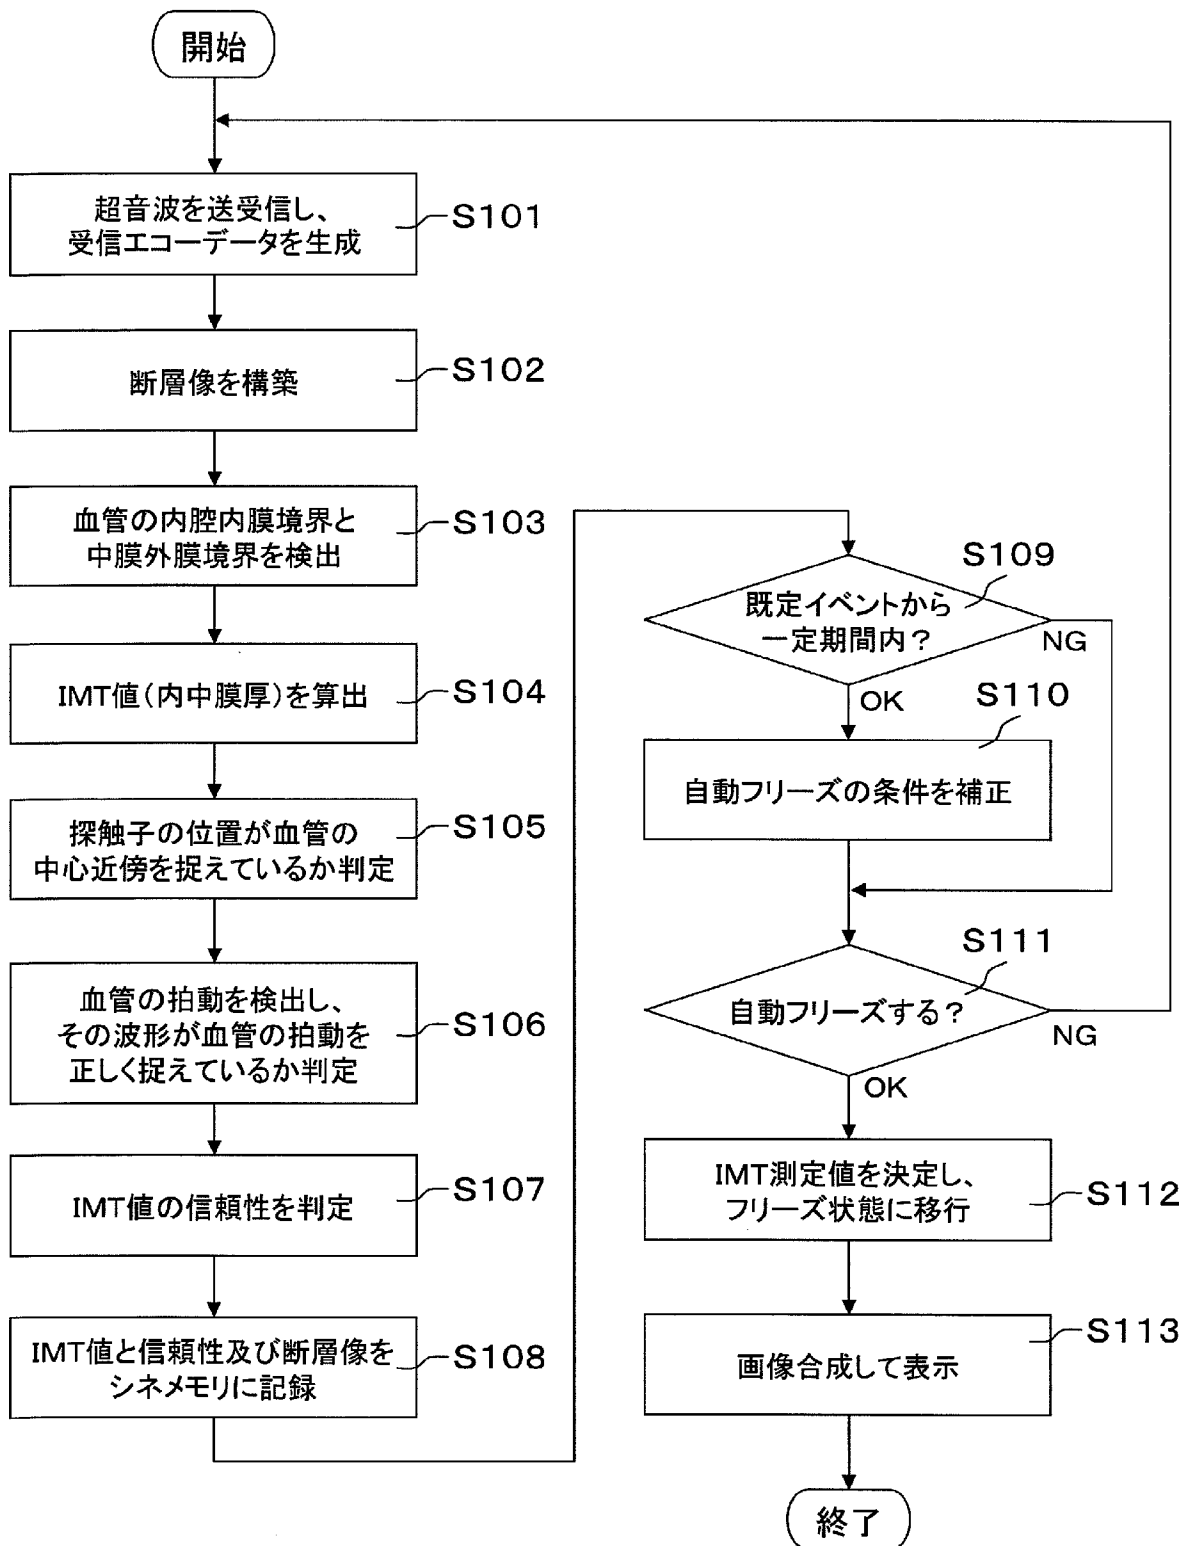 開始
超音波を送受信し、
受信エコーデータを生成
S101
断層像を構築
S102
血管の内腔内膜境界と
中膜外膜境界を検出
S103
IMT値(内中膜厚)を算出
S104
探触子の位置が血管の
中心近傍を捉えているか判定
S105
血管の拍動を検出し、
その波形が血管の拍動を
正しく捉えているか判定
S106
IMT値の信頼性を判定
S107
IMT値と信頼性及び断層像を
シネメモリに記録
S108
S109
既定イベントから
一定期間内?
NG
OK
S110
自動フリーズの条件を補正
S111
自動フリーズする?
NG
OK
IMT測定値を決定し、
フリーズ状態に移行
S112
画像合成して表示
S113
終了